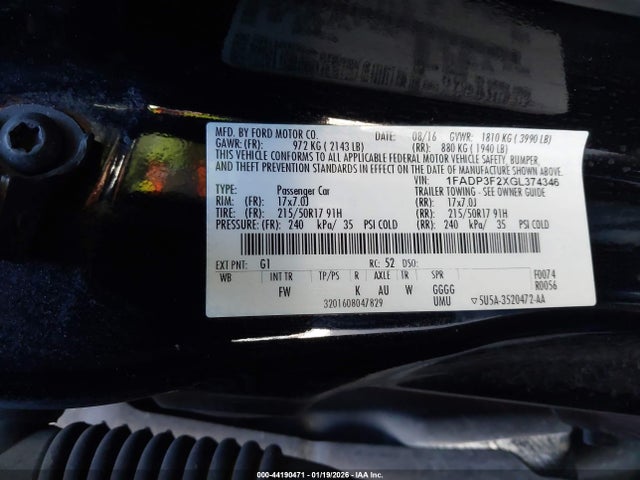 MFD. BY FORD MOTOR CO. DATE: 08/16 GVWR: 1810 KG ( 3990 LB)
GAWR: (FR): 972 KG ( 2143 LB) (RR): 880 KG ( 1940 LB)
THIS VEHICLE CONFORMS TO ALL APPLICABLE FEDERAL MOTOR VEHICLE SAFETY, BUMPER,
AND THEFT PREVENTION STANDARDS IN EFFECT ON THE DATE OF MANUFACTURE SHOWN ABOVE.
VIN: 1FADP3F2XGL374346
TYPE: Passenger Car TRAILER TOWING - SEE OWNER GUIDE
RIM: (FR): 17x7.0J (RR): 17x7.0J
TIRE: (FR): 215/50R17 91H (RR): 215/50R17 91H
PRESSURE: (FR): 240 kPa/ 35 PSI COLD (RR): 240 kPa/ 35 PSI COLD
EXT PNT: G1 RC: 52 DSO: F0074
WB INT TR TP/PS R AXLE TR SPR R0056
FW K AU W GGGG
3201608047829 UMU ▽5U5A-3520472-AA
000-44190471 - 01/19/2026 - IAA Inc.